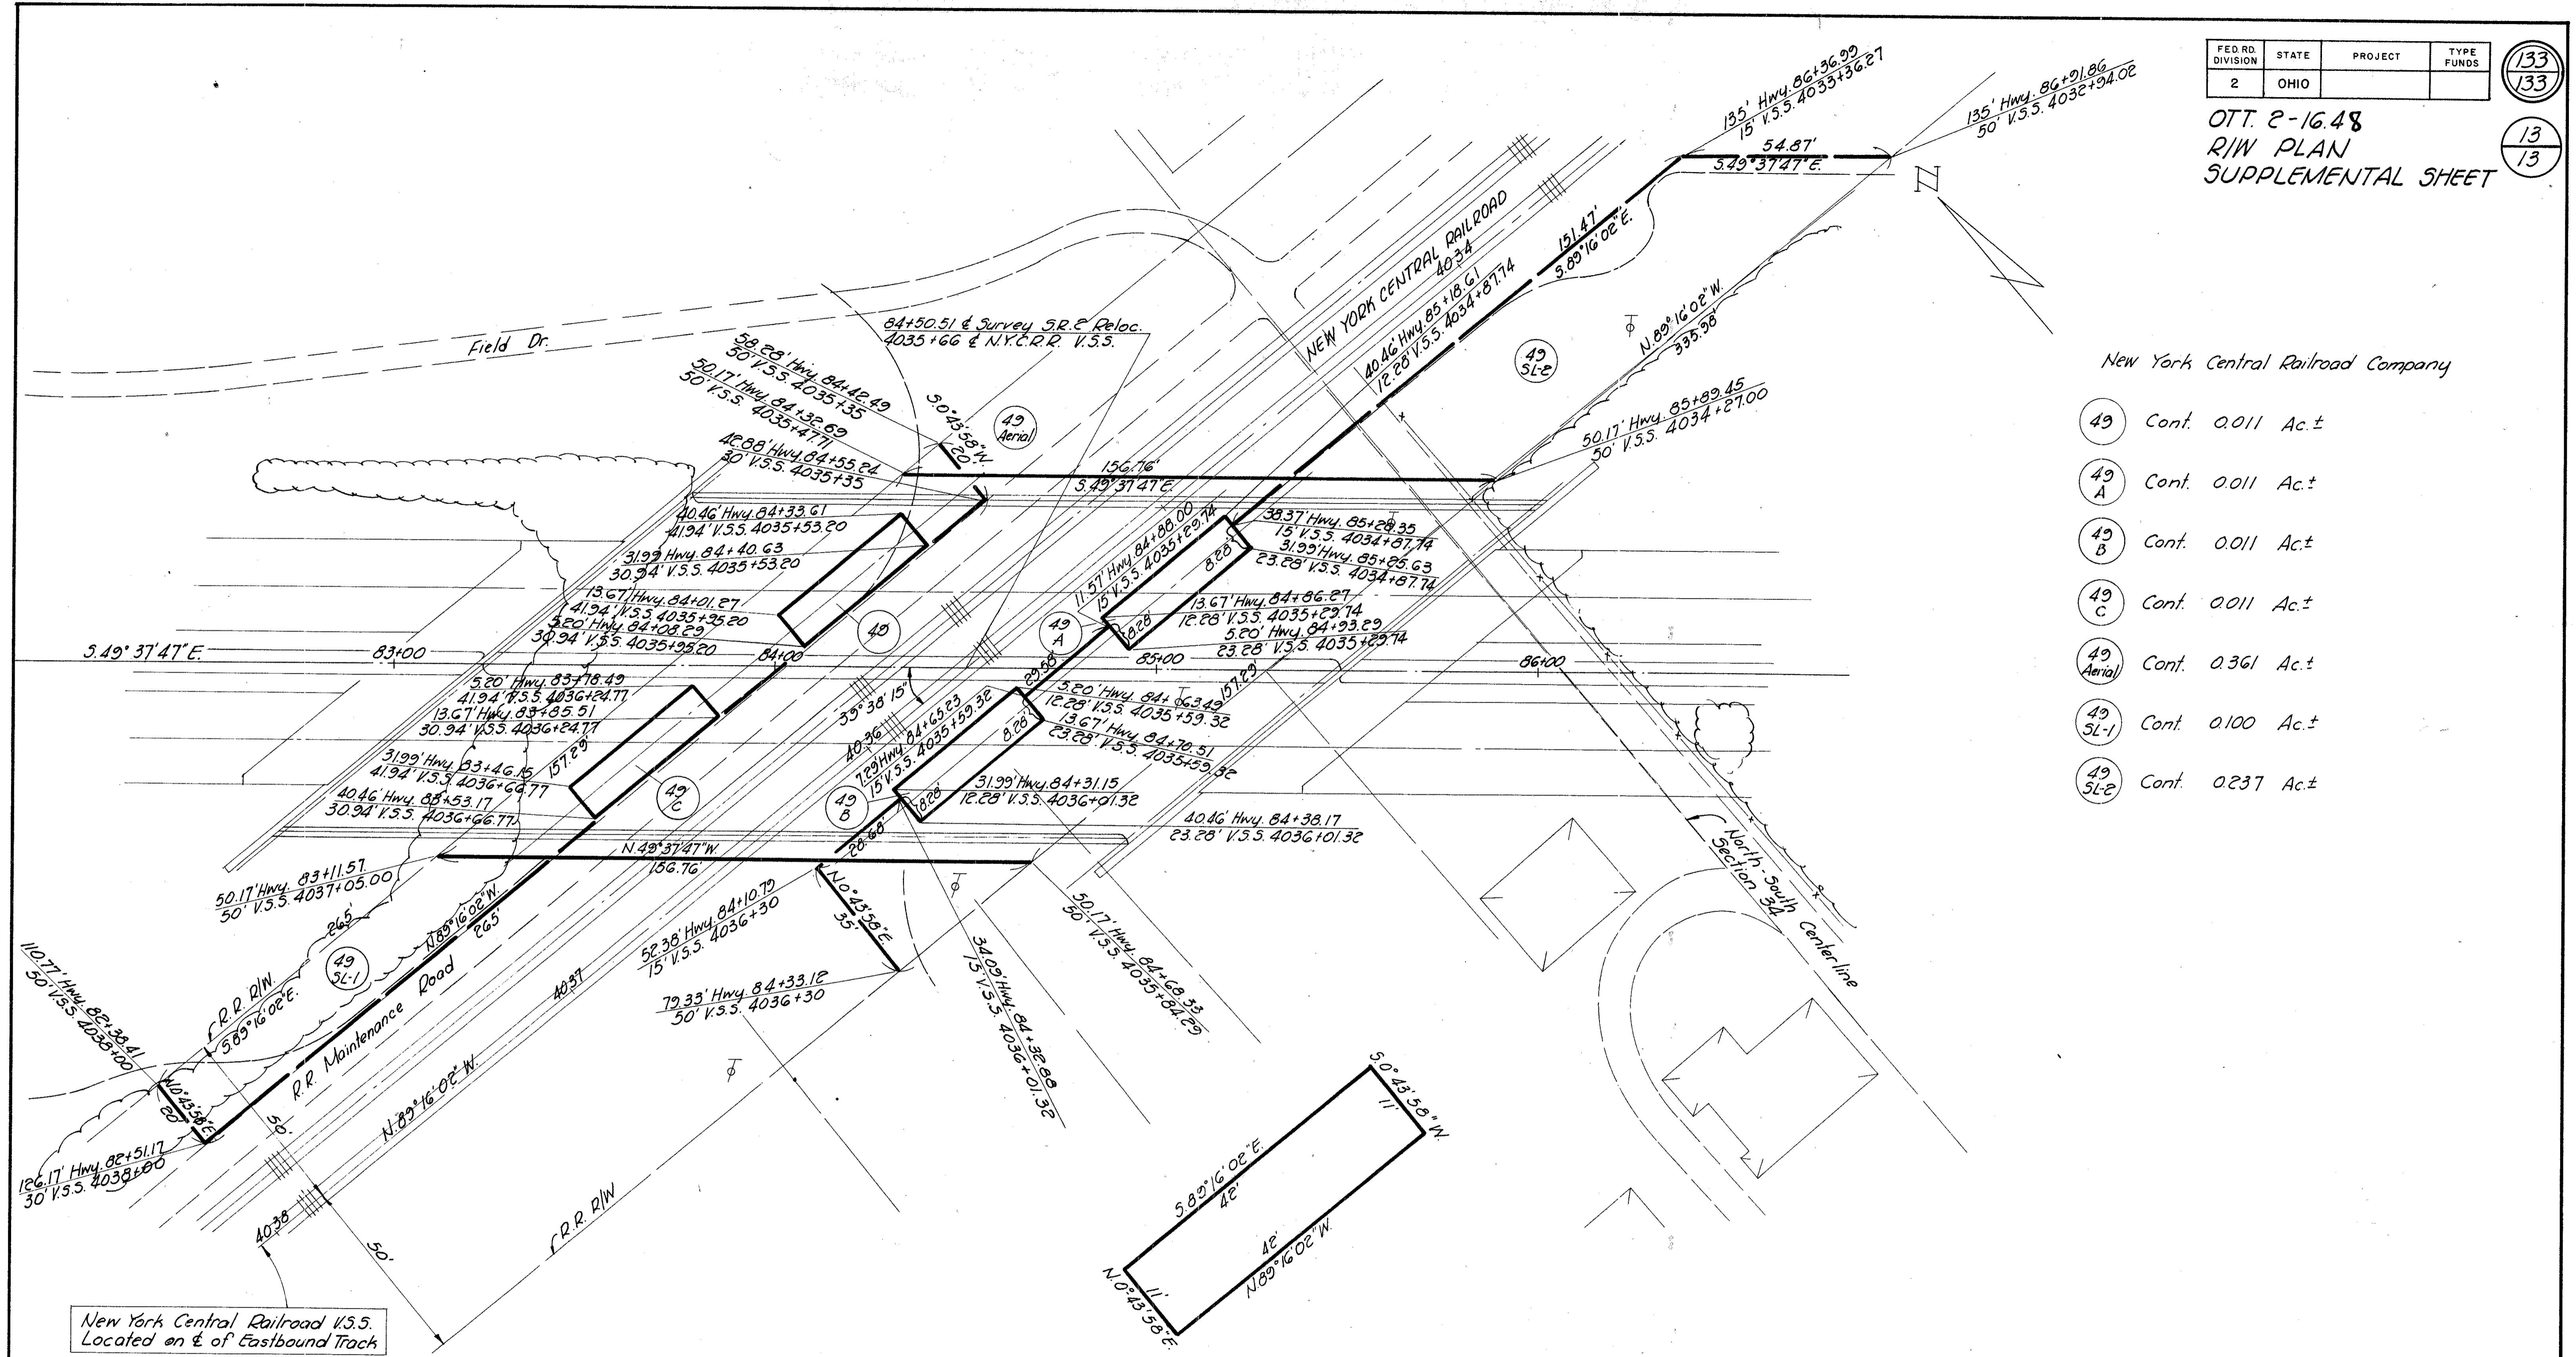 FED. RD. DIVISION
STATE
PROJECT
TYPE FUNDS
2
OHIO
133
133
OTT. 2-16.48
R/W PLAN
SUPPLEMENTAL SHEET
13
13
135' Hwy. 86+36.99
15' V.S.S. 4033+36.27
135' Hwy. 86+91.86
50' V.S.S. 4032+94.02
54.87'
S.49°37'47"E.
N
NEW YORK CENTRAL RAILROAD
4034
151.47'
S.89°16'02"E.
40.46' Hwy. 85+18.61
12.28' V.S.S. 4034+87.74
N.89°16'02"W.
335.98'
49
SL-2
Field Dr.
84+50.51 ℄ Survey S.R.2 Reloc.
4035+66 ℄ N.Y.C.R.R. V.S.S.
58.28' Hwy. 84+42.49
50' V.S.S. 4035+35
50.17' Hwy. 84+32.69
50' V.S.S. 4035+47.71
42.88' Hwy. 84+55.24
30' V.S.S. 4035+35
S.0°43'58"W.
20'
49
Aerial
156.76'
S.49°37'47"E.
50.17' Hwy. 85+89.45
50' V.S.S. 4034+27.00
40.46' Hwy. 84+33.61
41.94' V.S.S. 4035+53.20
31.99' Hwy. 84+40.63
30.94' V.S.S. 4035+53.20
13.67' Hwy. 84+01.27
41.94' V.S.S. 4035+95.20
5.20' Hwy. 84+08.29
30.94' V.S.S. 4035+95.20
49
11.57' Hwy. 84+88.00
15' V.S.S. 4035+29.74
38.37' Hwy. 85+20.35
15' V.S.S. 4034+87.74
31.99' Hwy. 85+25.63
23.28' V.S.S. 4034+87.74
8.28'
13.67' Hwy. 84+86.27
12.28' V.S.S. 4035+29.74
5.20' Hwy. 84+93.29
23.28' V.S.S. 4035+29.74
8.28'
49
A
S.49°37'47"E.
83+00
84+00
85+00
86+00
29.58'
39°38'15"
157.29'
5.20' Hwy. 83+78.49
41.94' V.S.S. 4036+24.77
13.67' Hwy. 83+85.51
30.94' V.S.S. 4036+24.77
31.99' Hwy. 83+46.15
41.94' V.S.S. 4036+66.77
40.46' Hwy. 83+53.17
30.94' V.S.S. 4036+66.77
157.29'
49
C
4036
7.29' Hwy. 84+65.23
15' V.S.S. 4035+59.32
5.20' Hwy. 84+63.49
12.28' V.S.S. 4035+59.32
13.67' Hwy. 84+70.51
23.28' V.S.S. 4035+59.32
8.28'
31.99' Hwy. 84+31.15
12.28' V.S.S. 4036+01.32
8.28'
49
B
40.46' Hwy. 84+38.17
23.28' V.S.S. 4036+01.32
28.68'
N.49°37'47"W.
156.76'
50.17' Hwy. 83+11.57
50' V.S.S. 4037+05.00
N.89°16'02"W.
265'
265'
52.38' Hwy. 84+10.79
15' V.S.S. 4036+30
N.0°43'58"E.
35'
79.33' Hwy. 84+33.12
50' V.S.S. 4036+30
34.09' Hwy. 84+32.88
15' V.S.S. 4036+01.32
50.17' Hwy. 84+68.33
50' V.S.S. 4035+84.29
North-South Center line
Section 34
110.77' Hwy. 82+38.41
50' V.S.S. 4038+00
R.R. R/W
S.89°16'02"E.
49
SL-1
R.R. Maintenance Road
4037
N.0°43'58"E.
20'
126.17' Hwy. 82+51.17
30' V.S.S. 4038+00
50'
N.89°16'02"W.
4038
50'
R.R. R/W
S.89°16'02"E.
42'
S.0°43'58"W.
11'
42'
N.89°16'02"W.
N.0°43'58"E.
11'
New York Central Railroad V.S.S.
Located on ℄ of Eastbound Track
New York Central Railroad Company
49 Cont. 0.011 Ac.±
49 A Cont. 0.011 Ac.±
49 B Cont. 0.011 Ac.±
49 C Cont. 0.011 Ac.±
49 Aerial Cont. 0.361 Ac.±
49 SL-1 Cont. 0.100 Ac.±
49 SL-2 Cont. 0.237 Ac.±